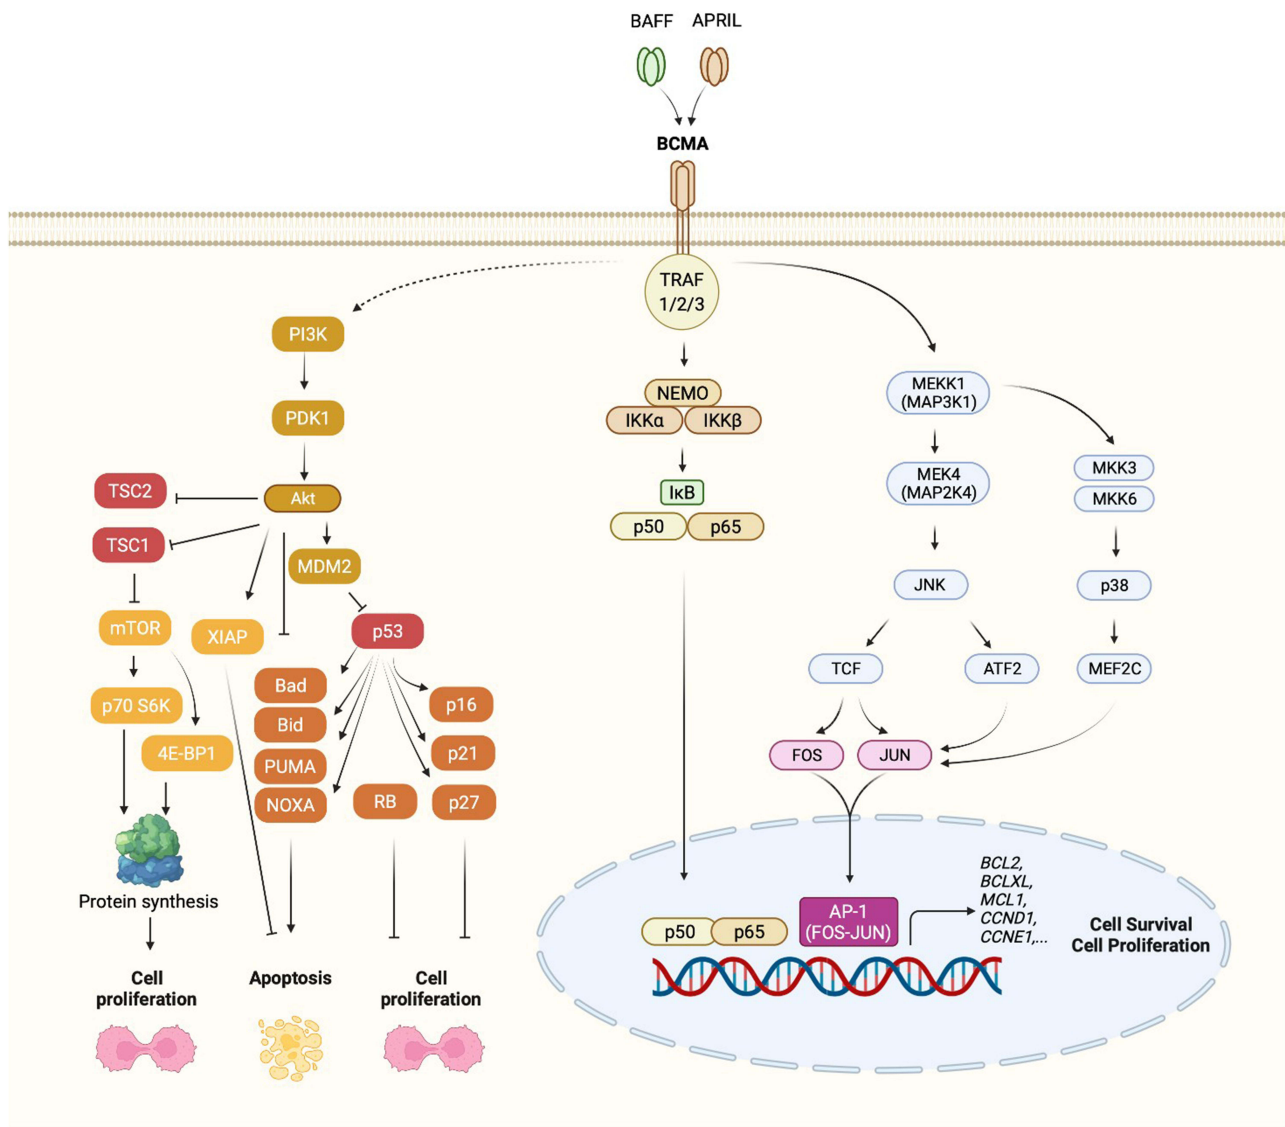 BAFF
APRIL
BCMA
TRAF
1/2/3
PI3K
PDK1
Akt
TSC2
TSC1
MDM2
mTOR
XIAP
p53
p70 S6K
4E-BP1
Bad
Bid
PUMA
NOXA
RB
p16
p21
p27
Protein synthesis
Cell
proliferation
Apoptosis
Cell
proliferation
NEMO
IKKα
IKKβ
IκB
p50
p65
MEKK1
(MAP3K1)
MEK4
(MAP2K4)
MKK3
MKK6
JNK
p38
TCF
ATF2
MEF2C
FOS
JUN
p50
p65
AP-1
(FOS-JUN)
BCL2,
BCLXL,
MCL1,
CCND1,
CCNE1,...
Cell Survival
Cell Proliferation